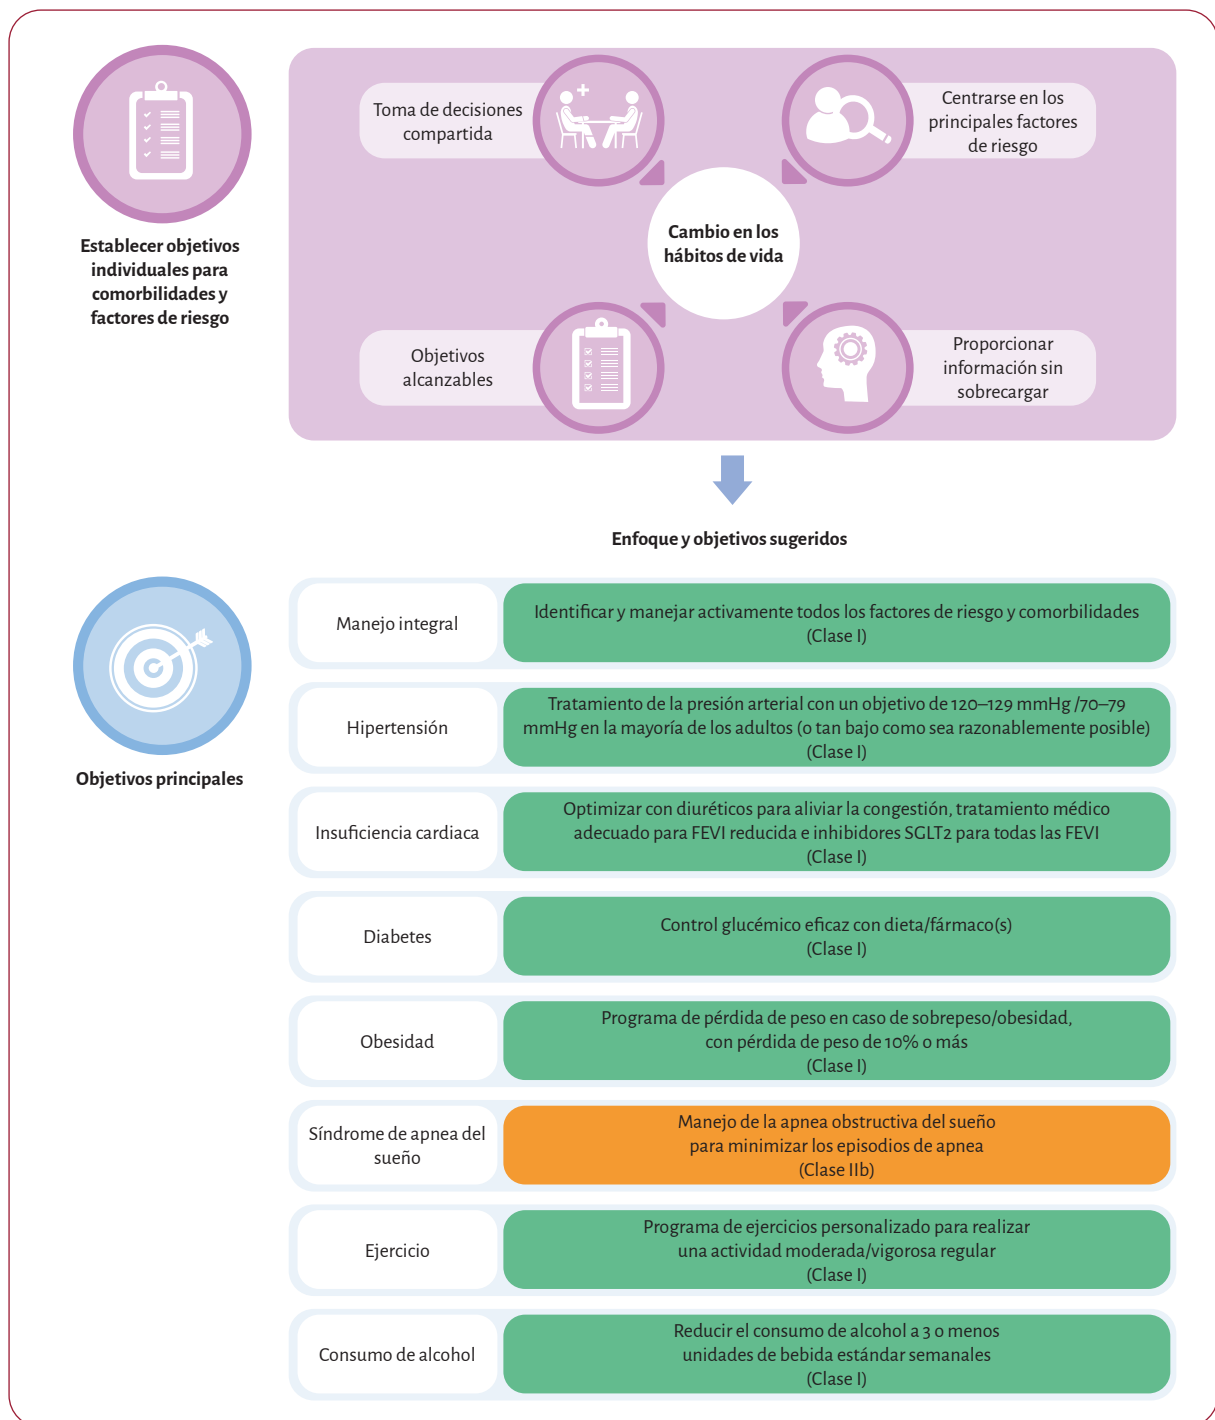 Establecer objetivos
individuales para
comorbilidades y
factores de riesgo
Toma de decisiones
compartida
Centrarse en los
principales factores
de riesgo
Cambio en los
hábitos de vida
Objetivos
alcanzables
Proporcionar
información sin
sobrecargar
Enfoque y objetivos sugeridos
Objetivos principales
Manejo integral
Identificar y manejar activamente todos los factores de riesgo y comorbilidades
(Clase I)
Hipertensión
Tratamiento de la presión arterial con un objetivo de 120–129 mmHg /70–79
mmHg en la mayoría de los adultos (o tan bajo como sea razonablemente posible)
(Clase I)
Insuficiencia cardiaca
Optimizar con diuréticos para aliviar la congestión, tratamiento médico
adecuado para FEVI reducida e inhibidores SGLT2 para todas las FEVI
(Clase I)
Diabetes
Control glucémico eficaz con dieta/fármaco(s)
(Clase I)
Obesidad
Programa de pérdida de peso en caso de sobrepeso/obesidad,
con pérdida de peso de 10% o más
(Clase I)
Síndrome de apnea del
sueño
Manejo de la apnea obstructiva del sueño
para minimizar los episodios de apnea
(Clase IIb)
Ejercicio
Programa de ejercicios personalizado para realizar
una actividad moderada/vigorosa regular
(Clase I)
Consumo de alcohol
Reducir el consumo de alcohol a 3 o menos
unidades de bebida estándar semanales
(Clase I)